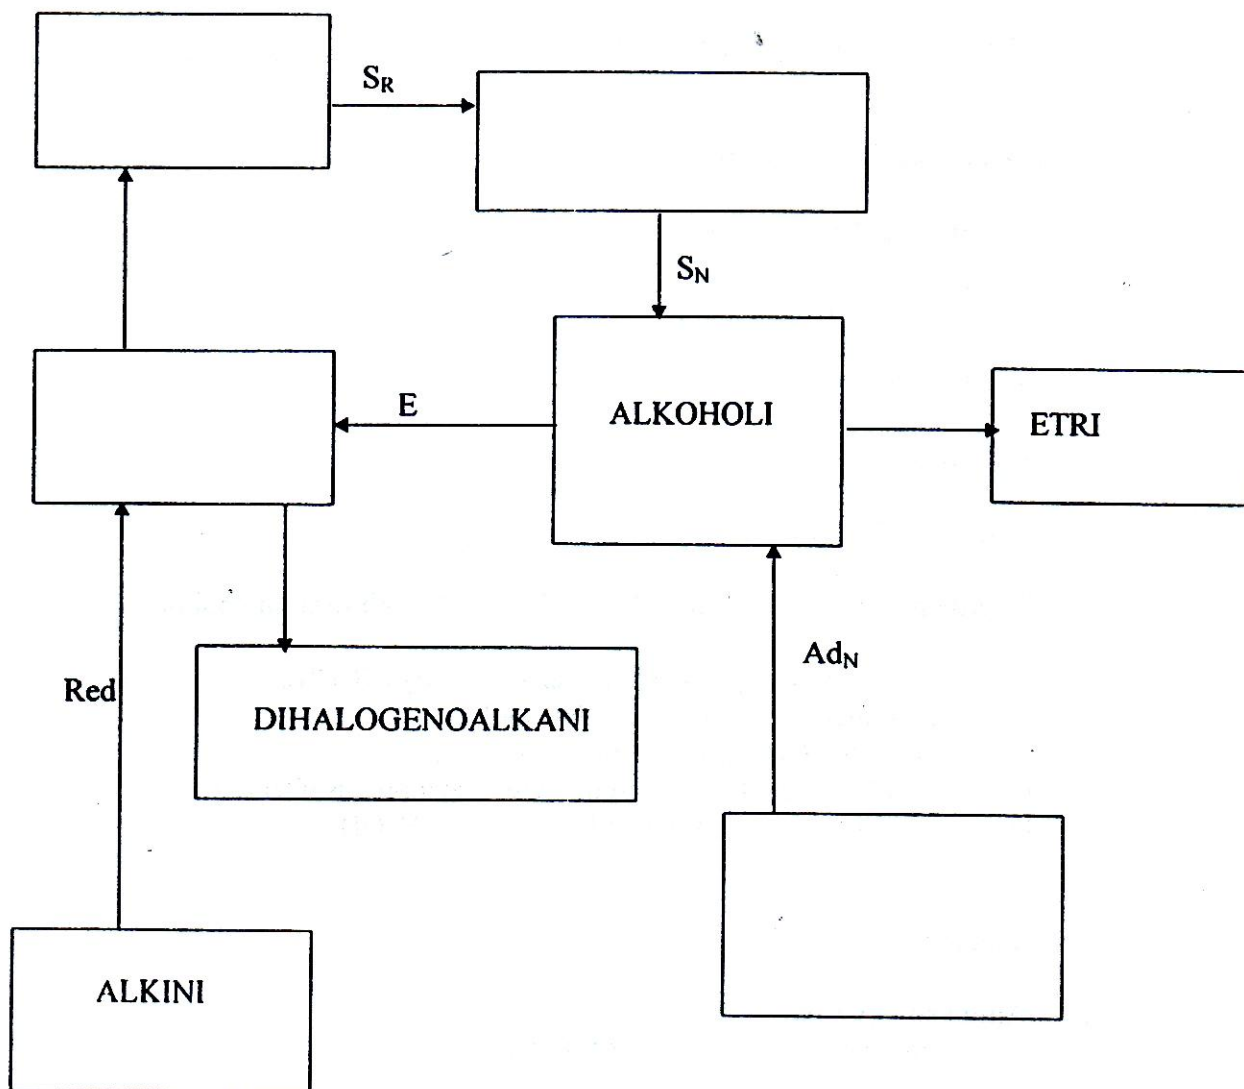 S_R
S_N
E
ALKOHOLI
ETRI
Ad_N
Red
DIHALOGENOALKANI
ALKINI